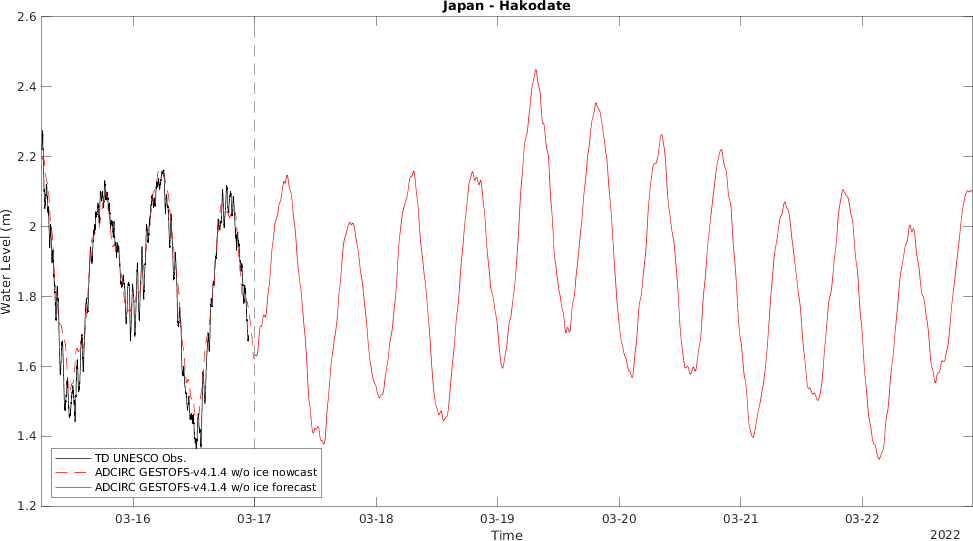 Japan - Hakodate
2.6
2.4
2.2
2
1.8
1.6
1.4
1.2
Water Level (m)
TD UNESCO Obs.
ADCIRC GESTOFS-v4.1.4 w/o ice nowcast
ADCIRC GESTOFS-v4.1.4 w/o ice forecast
03-16 03-17 03-18 03-19 03-20 03-21 03-22
Time
2022